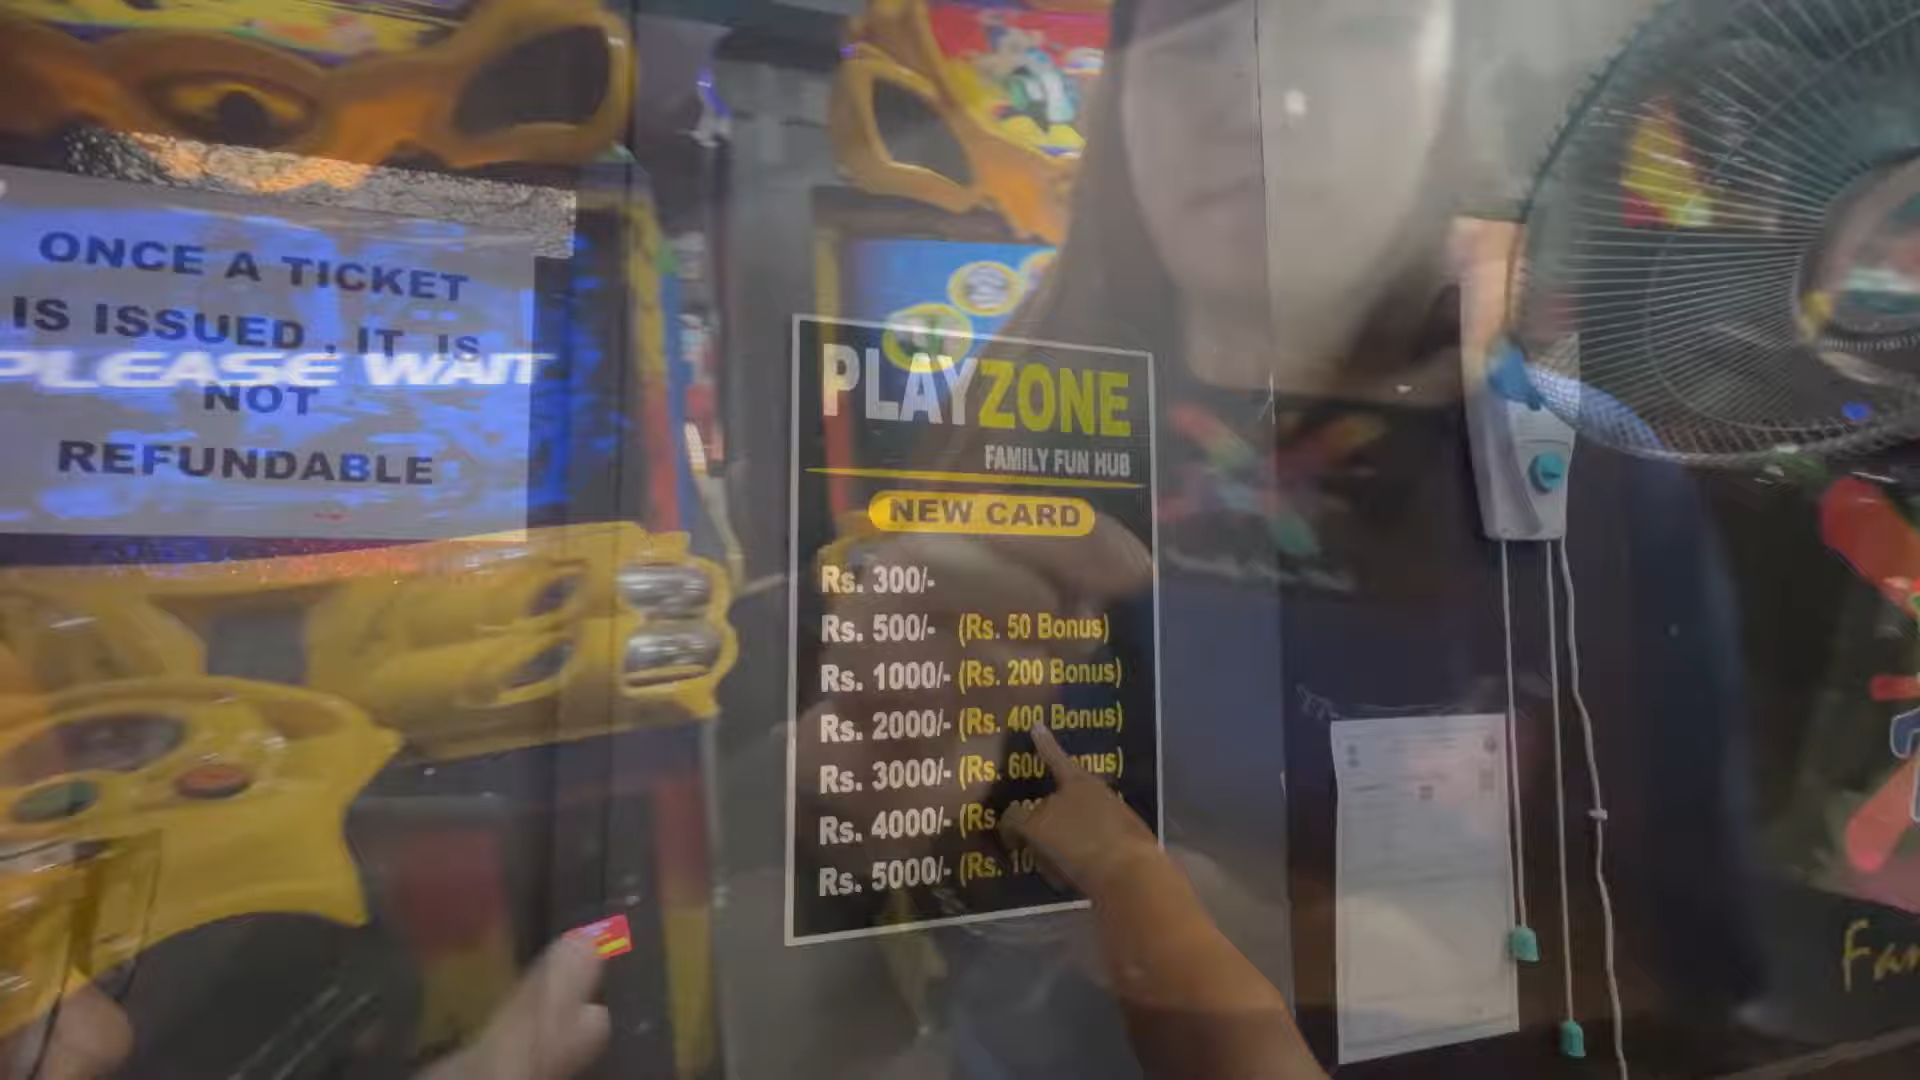 ONCE A TICKET
IS ISSUED , IT IS
PLEASE WAIT
NOT
REFUNDABLE
PLAYZONE
FAMILY FUN HUB
NEW CARD
Rs. 300/-
Rs. 500/- (Rs. 50 Bonus)
Rs. 1000/- (Rs. 200 Bonus)
Rs. 2000/- (Rs. 400 Bonus)
Rs. 3000/- (Rs. 600 Bonus)
Rs. 4000/- (Rs.
Rs. 5000/- (Rs.